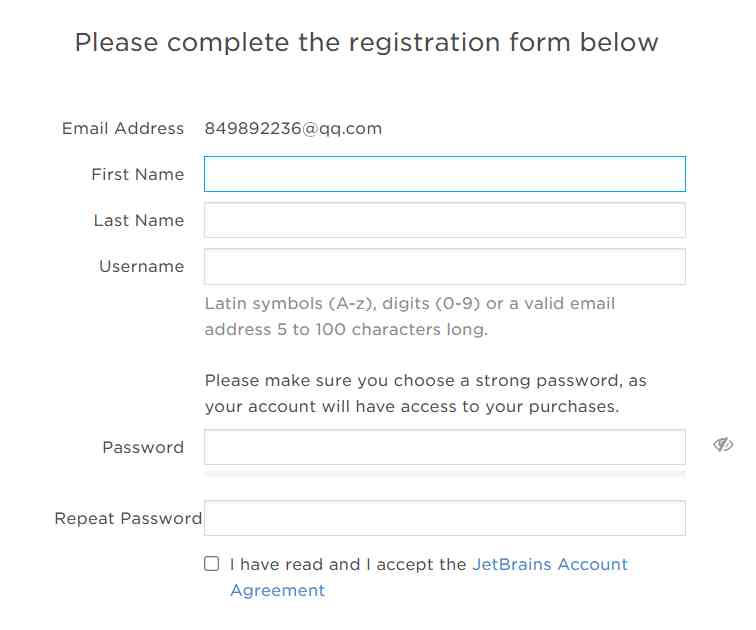 Please complete the registration form below
Email Address 849892236@qq.com
First Name
Last Name
Username
Latin symbols (A-z), digits (0-9) or a valid email
address 5 to 100 characters long.
Please make sure you choose a strong password, as
your account will have access to your purchases.
Password
Repeat Password
I have read and I accept the JetBrains Account
Agreement